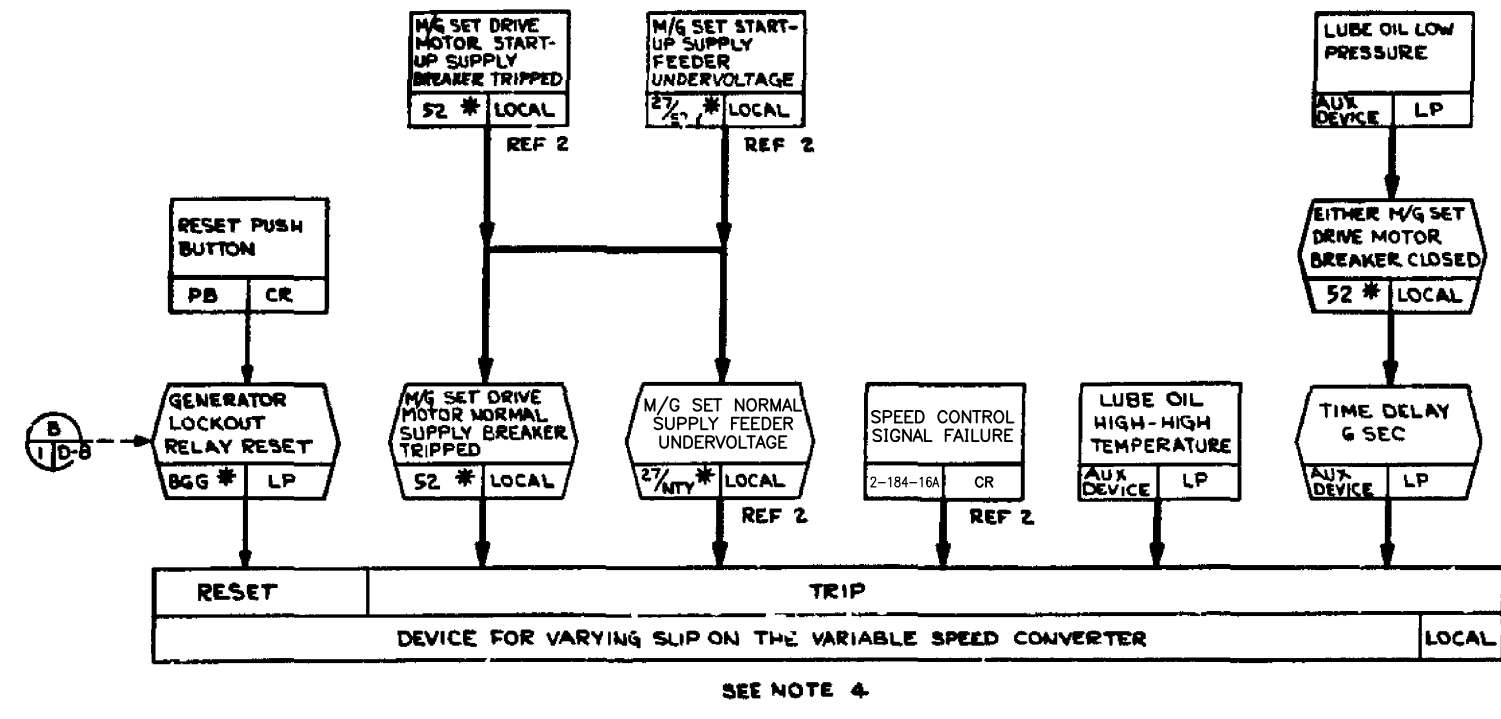 M/G SET DRIVE
MOTOR START-
UP SUPPLY
BREAKER TRIPPED
52 * LOCAL
REF 2
M/G SET START-
UP SUPPLY
FEEDER
UNDERVOLTAGE
27/ * LOCAL
REF 2
LUBE OIL LOW
PRESSURE
AUX
DEVICE LP
RESET PUSH
BUTTON
PB CR
EITHER M/G SET
DRIVE MOTOR
BREAKER CLOSED
52 * LOCAL
B
1 D-8
GENERATOR
LOCKOUT
RELAY RESET
86G * LP
M/G SET DRIVE
MOTOR NORMAL
SUPPLY BREAKER
TRIPPED
52 * LOCAL
M/G SET NORMAL
SUPPLY FEEDER
UNDERVOLTAGE
27/NTY * LOCAL
REF 2
SPEED CONTROL
SIGNAL FAILURE
2-184-16A CR
REF 2
LUBE OIL
HIGH-HIGH
TEMPERATURE
AUX
DEVICE LP
TIME DELAY
6 SEC
AUX
DEVICE LP
RESET TRIP
DEVICE FOR VARYING SLIP ON THE VARIABLE SPEED CONVERTER LOCAL
SEE NOTE 4